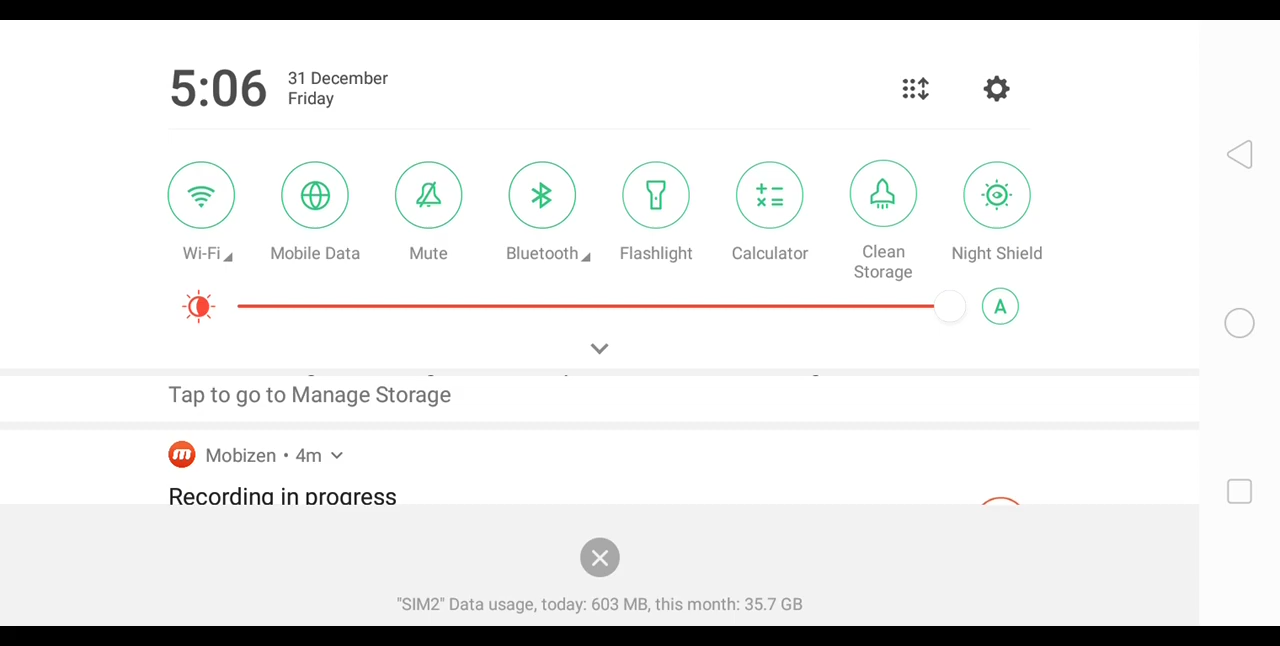 5:06
31 December
Friday
Wi-Fi
Mobile Data
Mute
Bluetooth
Flashlight
Calculator
Clean
Storage
Night Shield
A
Tap to go to Manage Storage
m Mobizen • 4m
Recording in progress
"SIM2" Data usage, today: 603 MB, this month: 35.7 GB